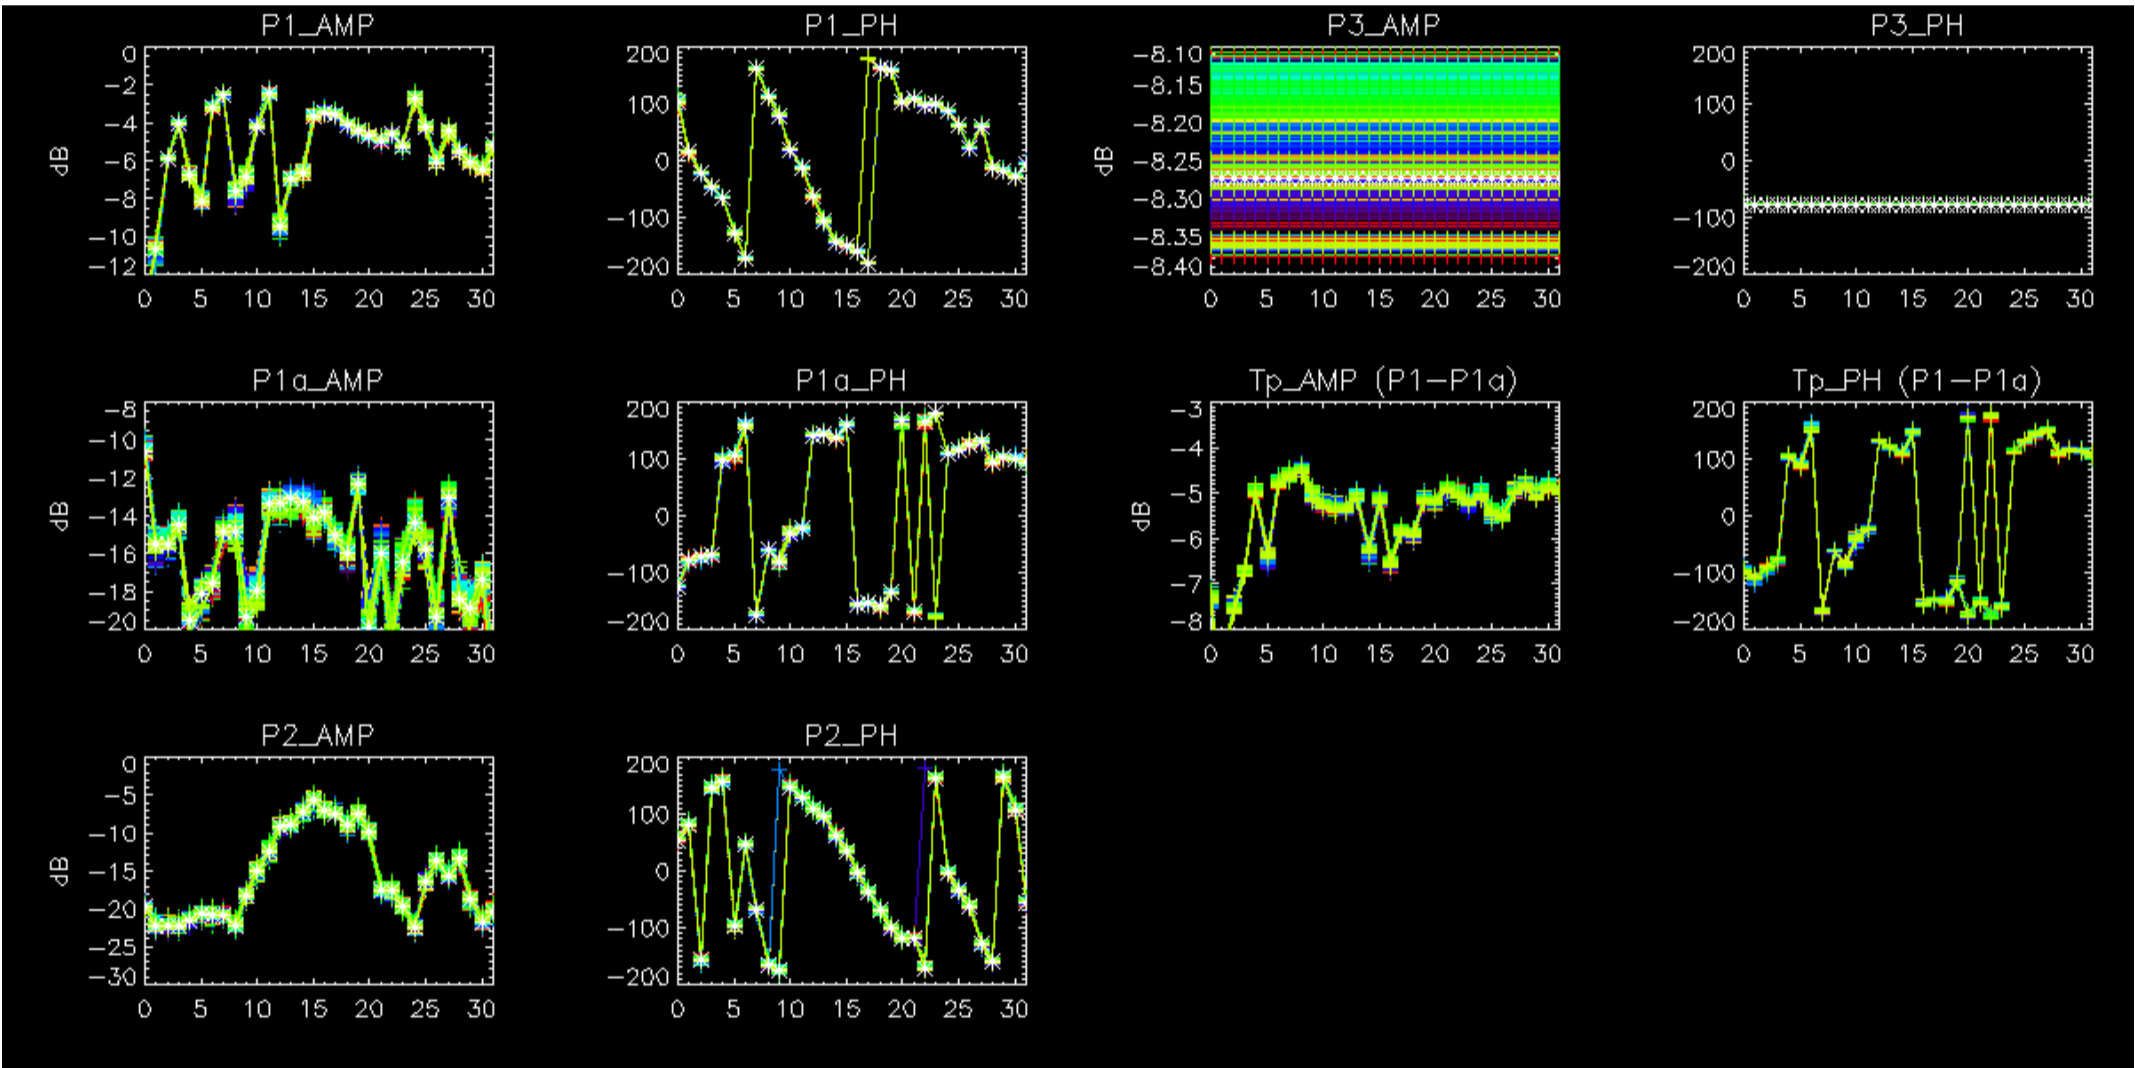 P1_AMP
P1_PH
P3_AMP
P3_PH
0
-2
-4
-6
-8
-10
-12
dB
0 5 10 15 20 25 30
200
100
0
-100
-200
0 5 10 15 20 25 30
-8.10
-8.15
-8.20
-8.25
-8.30
-8.35
-8.40
dB
0 5 10 15 20 25 30
200
100
0
-100
-200
0 5 10 15 20 25 30
P1a_AMP
P1a_PH
Tp_AMP (P1-P1a)
Tp_PH (P1-P1a)
-8
-10
-12
-14
-16
-18
-20
dB
0 5 10 15 20 25 30
200
100
0
-100
-200
0 5 10 15 20 25 30
-3
-4
-5
-6
-7
-8
dB
0 5 10 15 20 25 30
200
100
0
-100
-200
0 5 10 15 20 25 30
P2_AMP
P2_PH
0
-5
-10
-15
-20
-25
-30
dB
0 5 10 15 20 25 30
200
100
0
-100
-200
0 5 10 15 20 25 30